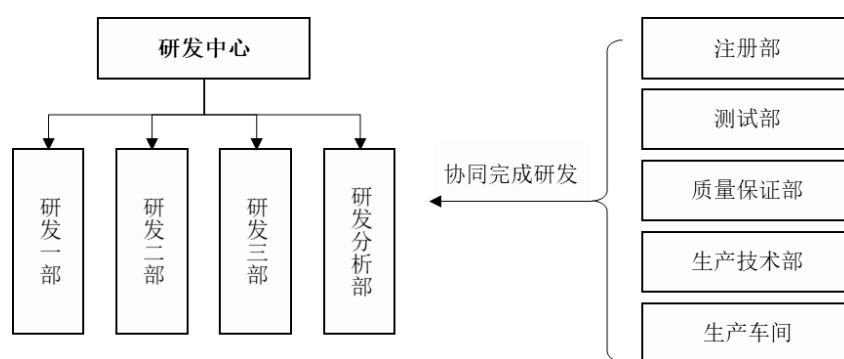 研发中心
研发一部
研发二部
研发三部
研发分析部
协同完成研发
注册部
测试部
质量保证部
生产技术部
生产车间